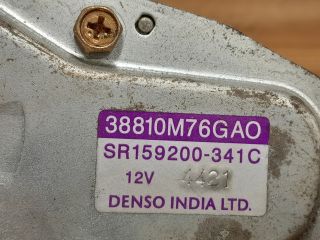 38810M76GAO
SR159200-341C
12V 4421
DENSO INDIA LTD.